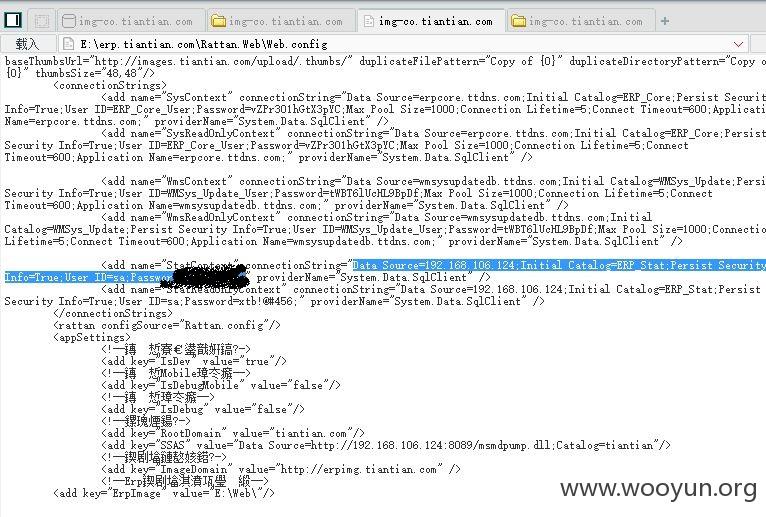 img-co.tiantian.com
img-co.tiantian.com
img-co.tiantian.com
img-co.tiantian.com
载入 E:\erp.tiantian.com\Rattan.Web\Web.config
baseThumbsUrl="http://images.tiantian.com/upload/.thumbs/" duplicateFilePattern="Copy of {0}" duplicateDirectoryPattern="Copy of
{0}" thumbsSize="48,48"/>
<connectionStrings>
<add name="SysContext" connectionString="Data Source=erpcore.ttdns.com;Initial Catalog=ERP_Core;Persist Security
Info=True;User ID=ERP_Core_User;Password=vZPr3O1hGtX3pYC;Max Pool Size=1000;Connection Lifetime=5;Connect Timeout=600;Application
Name=erpcore.ttdns.com;" providerName="System.Data.SqlClient" />
<add name="SysReadOnlyContext" connectionString="Data Source=erpcore.ttdns.com;Initial Catalog=ERP_Core;Persist
Security Info=True;User ID=ERP_Core_User;Password=vZPr3O1hGtX3pYC;Max Pool Size=1000;Connection Lifetime=5;Connect
Timeout=600;Application Name=erpcore.ttdns.com;" providerName="System.Data.SqlClient" />
<add name="WmsContext" connectionString="Data Source=wmsysupdatedb.ttdns.com;Initial Catalog=WMSys_Update;Persist
Security Info=True;User ID=WMSys_Update_User;Password=tWBT6lUcHL9BpDf;Max Pool Size=1000;Connection Lifetime=5;Connect
Timeout=600;Application Name=wmsysupdatedb.ttdns.com;" providerName="System.Data.SqlClient" />
<add name="WmsReadOnlyContext" connectionString="Data Source=wmsysupdatedb.ttdns.com;Initial
Catalog=WMSys_Update;Persist Security Info=True;User ID=WMSys_Update_User;Password=tWBT6lUcHL9BpDf;Max Pool Size=1000;Connection
Lifetime=5;Connect Timeout=600;Application Name=wmsysupdatedb.ttdns.com;" providerName="System.Data.SqlClient" />
<add name="StatContext" connectionString="Data Source=192.168.106.124;Initial Catalog=ERP_Stat;Persist Security
Info=True;User ID=sa;Passwor providerName="System.Data.SqlClient" />
<add name="StatReadOnlyContext" connectionString="Data Source=192.168.106.124;Initial Catalog=ERP_Stat;Persist
Security Info=True;User ID=sa;Password=xtb!@#456;" providerName="System.Data.SqlClient" />
</connectionStrings>
<rattan configSource="Rattan.config"/>
<appSettings>
<add key="IsDev" value="true"/>
<add key="IsDebugMobile" value="false"/>
<add key="IsDebug" value="false"/>
<add key="RootDomain" value="tiantian.com"/>
<add key="SSAS" value="Data Source=http://192.168.106.124:8089/msmdpump.dll;Catalog=tiantian"/>
<add key="ImageDomain" value="http://erpimg.tiantian.com" />
<add key="ErpImage" value="E:\Web\"/>
www.wooyun.org